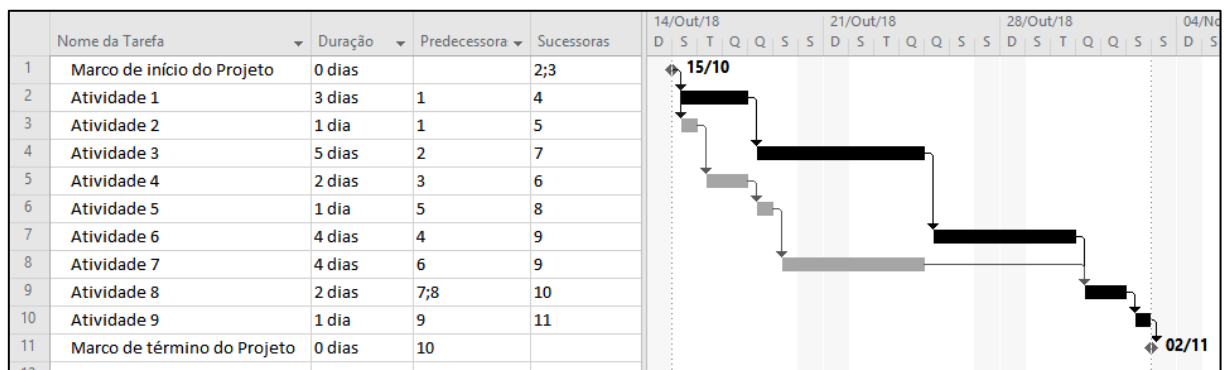 14/Out/18 21/Out/18 28/Out/18
Nome da Tarefa Duração Predecessora Sucessoras D S T Q Q S S D S T Q Q S S D S T Q Q S S D S
1 Marco de início do Projeto 0 dias 2;3 15/10
2 Atividade 1 3 dias 1 4
3 Atividade 2 1 dia 1 5
4 Atividade 3 5 dias 2 7
5 Atividade 4 2 dias 3 6
6 Atividade 5 1 dia 5 8
7 Atividade 6 4 dias 4 9
8 Atividade 7 4 dias 6 9
9 Atividade 8 2 dias 7;8 10
10 Atividade 9 1 dia 9 11
11 Marco de término do Projeto 0 dias 10 02/11